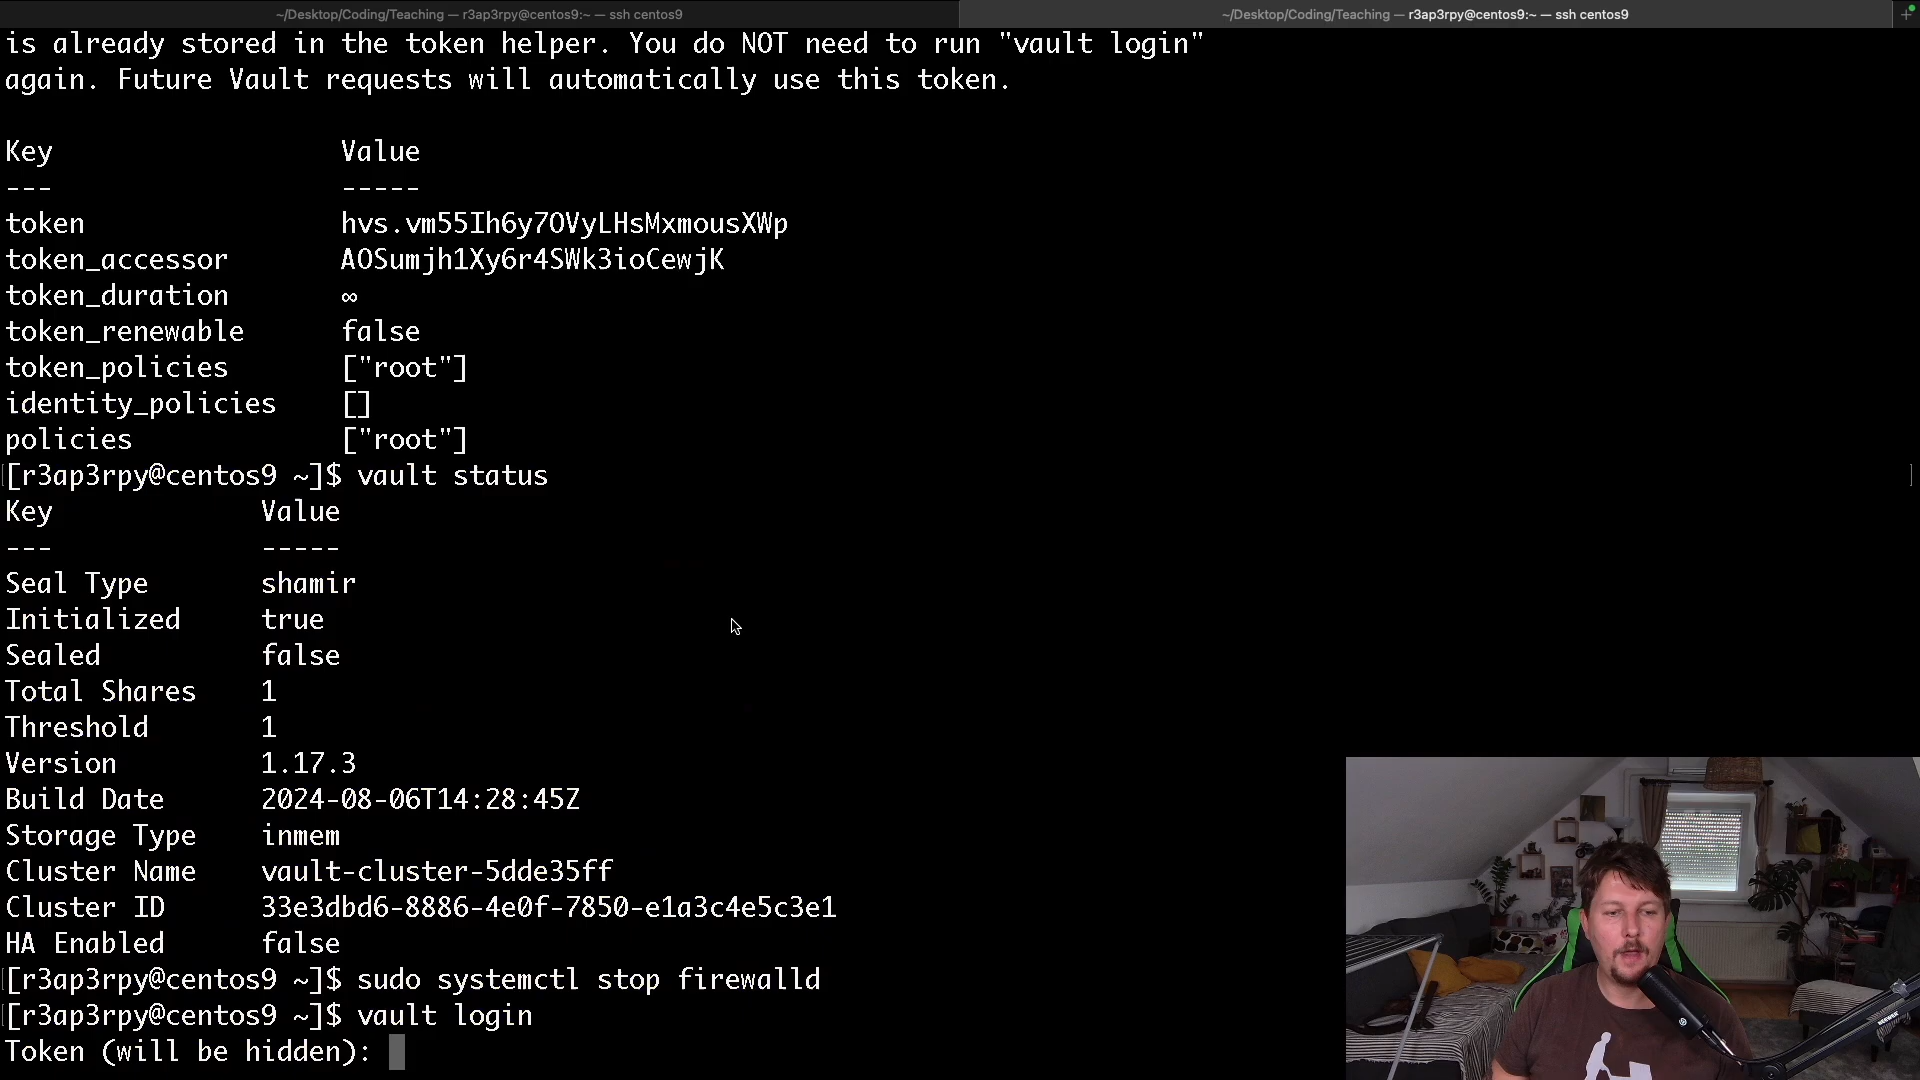 ~/Desktop/Coding/Teaching — r3ap3rpy@centos9:~ — ssh centos9
~/Desktop/Coding/Teaching — r3ap3rpy@centos9:~ — ssh centos9
is already stored in the token helper. You do NOT need to run "vault login"
again. Future Vault requests will automatically use this token.
Key Value
--- -----
token hvs.vm55Ih6y7OVyLHsMxmousXWp
token_accessor AOSumjh1Xy6r4SWk3ioCewjK
token_duration ∞
token_renewable false
token_policies ["root"]
identity_policies []
policies ["root"]
[r3ap3rpy@centos9 ~]$ vault status
Key Value
--- -----
Seal Type shamir
Initialized true
Sealed false
Total Shares 1
Threshold 1
Version 1.17.3
Build Date 2024-08-06T14:28:45Z
Storage Type inmem
Cluster Name vault-cluster-5dde35ff
Cluster ID 33e3dbd6-8886-4e0f-7850-e1a3c4e5c3e1
HA Enabled false
[r3ap3rpy@centos9 ~]$ sudo systemctl stop firewalld
[r3ap3rpy@centos9 ~]$ vault login
Token (will be hidden):